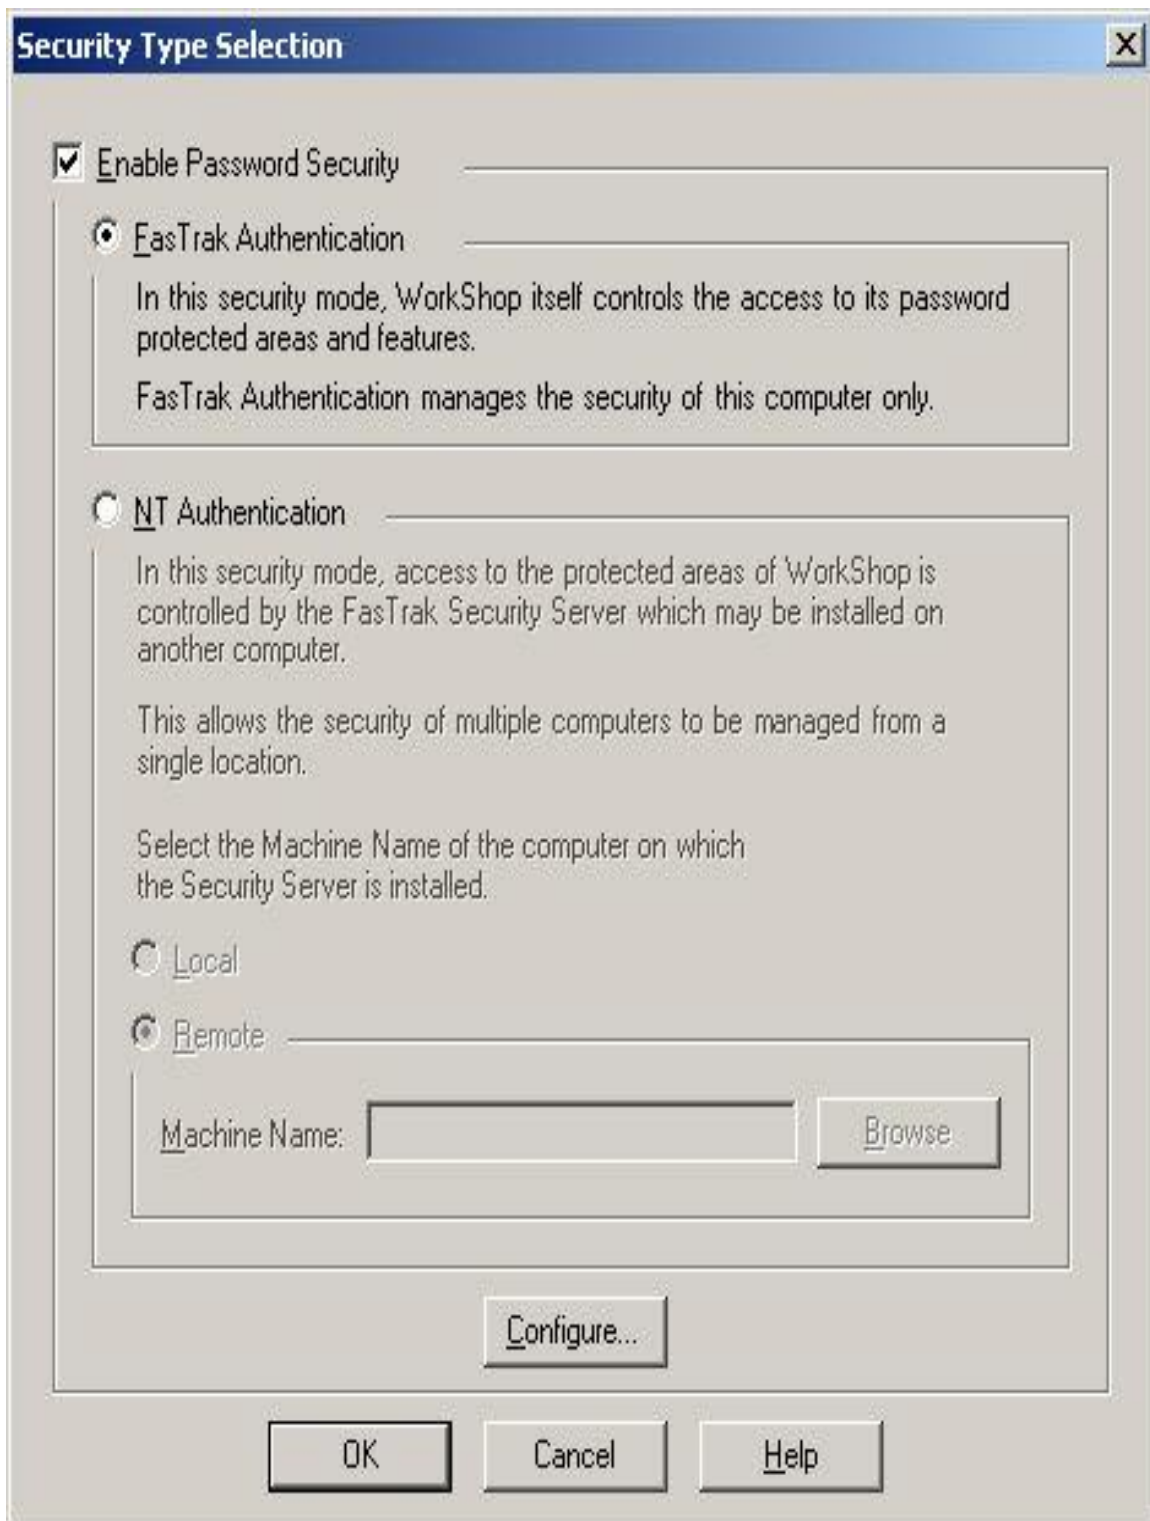 Security Type Selection
Enable Password Security
FasTrak Authentication
In this security mode, WorkShop itself controls the access to its password
protected areas and features.
FasTrak Authentication manages the security of this computer only.
NT Authentication
In this security mode, access to the protected areas of WorkShop is
controlled by the FasTrak Security Server which may be installed on
another computer.
This allows the security of multiple computers to be managed from a
single location.
Select the Machine Name of the computer on which
the Security Server is installed.
Local
Remote
Machine Name:
Browse
Configure...
OK
Cancel
Help